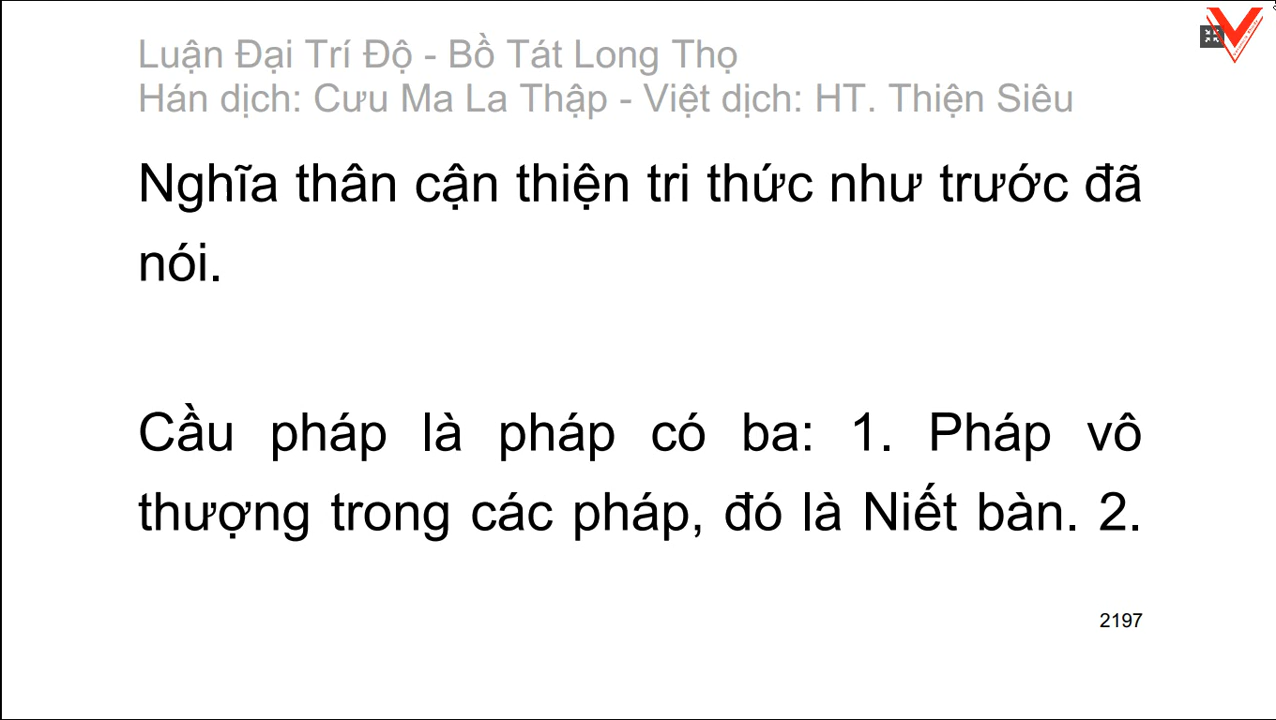 Luận Đại Trí Độ - Bồ Tát Long Thọ
Hán dịch: Cưu Ma La Thập - Việt dịch: HT. Thiện Siêu
Nghĩa thân cận thiện tri thức như trước đã
nói.
Cầu pháp là pháp có ba: 1. Pháp vô
thượng trong các pháp, đó là Niết bàn. 2.
2197